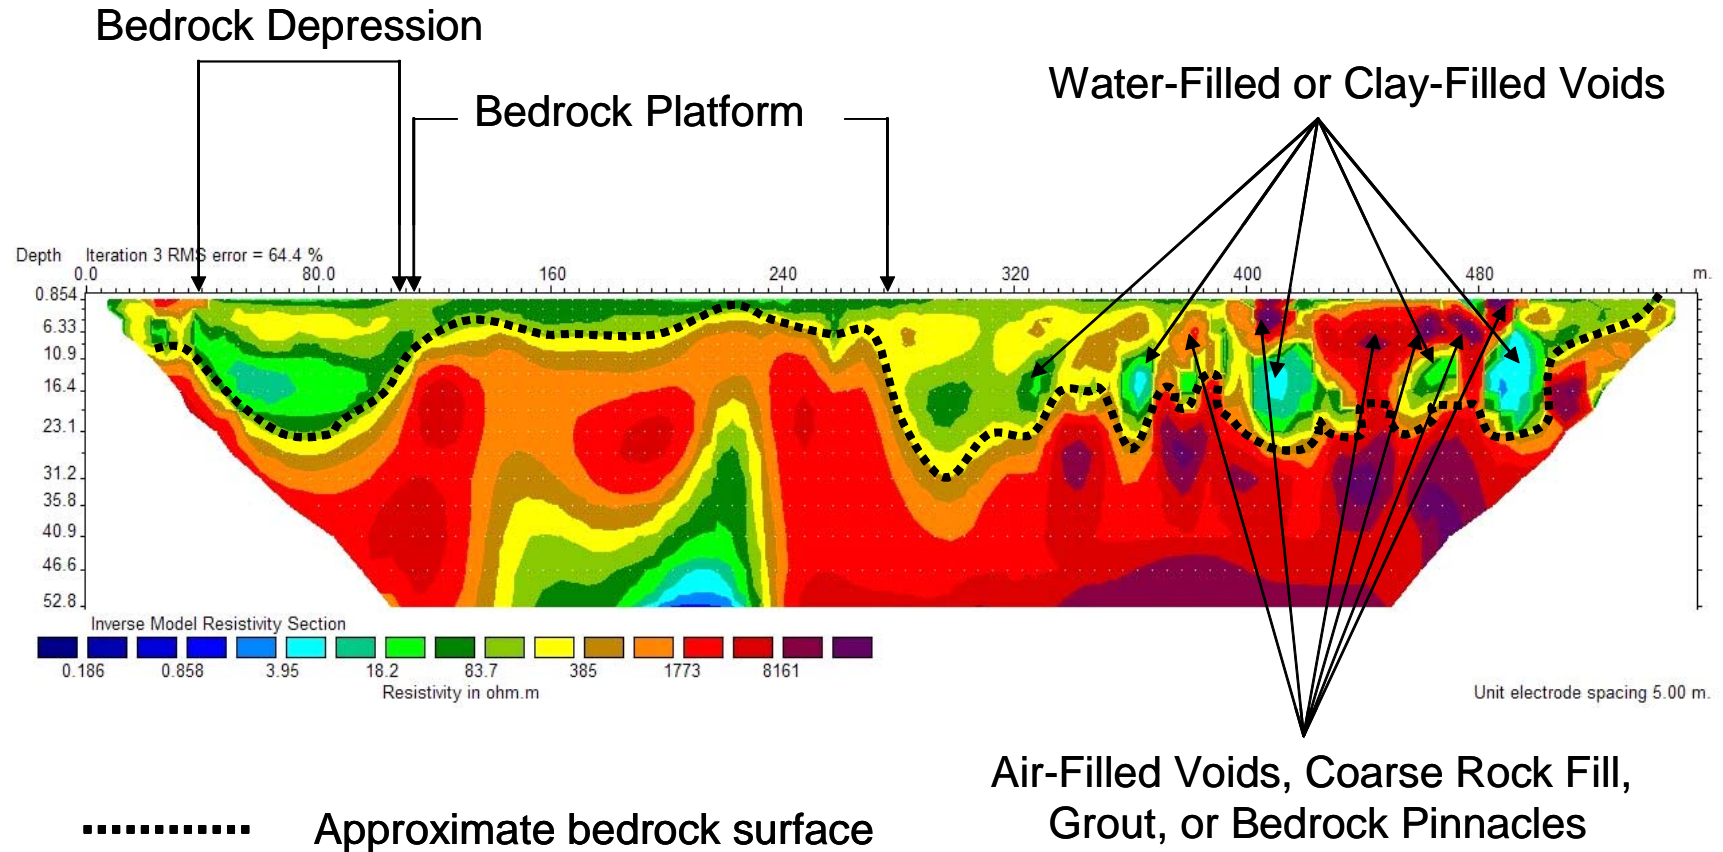 Bedrock Depression
Water-Filled or Clay-Filled Voids
Bedrock Platform
Depth Iteration 3 RMS error = 64.4 %
0.0 80.0 160 240 320 400 480 m.
0.854
6.33
10.9
16.4
23.1
31.2
35.8
40.9
46.6
52.8
Inverse Model Resistivity Section
0.186 0.858 3.95 18.2 83.7 385 1773 8161
Resistivity in ohm.m
Unit electrode spacing 5.00 m.
Air-Filled Voids, Coarse Rock Fill,
Grout, or Bedrock Pinnacles
Approximate bedrock surface